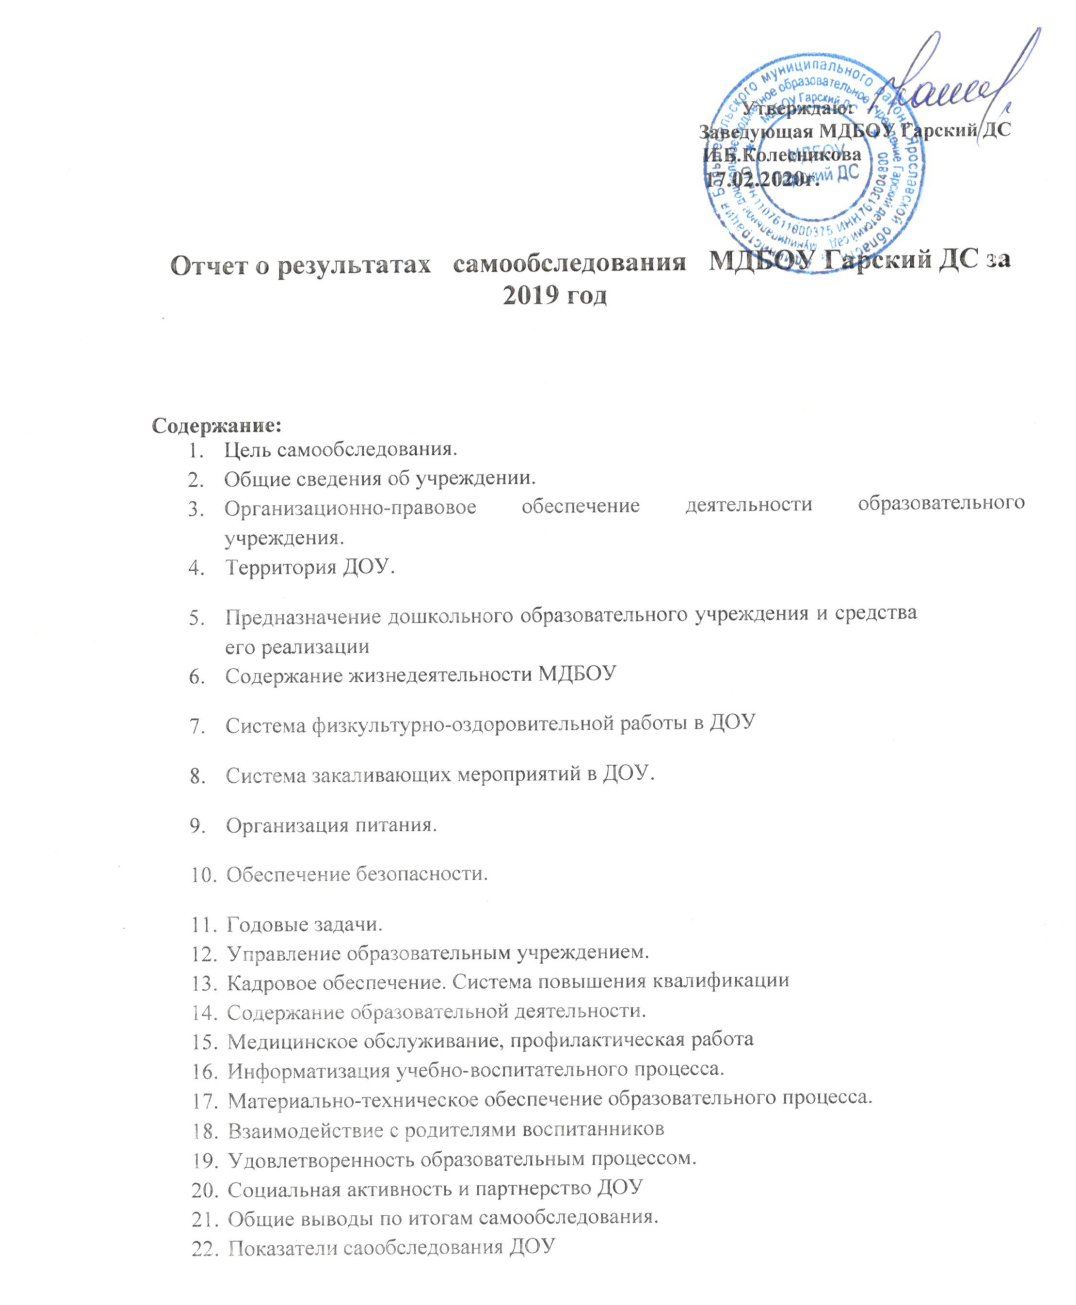 Утверждаю:
Заведующая МДБОУ Гарский ДС
И.Б.Колесникова
17.02.2020г.
МДБОУ
Гарский ДС
Отчет о результатах самообследования МДБОУ Гарский ДС за
2019 год
Содержание:
1. Цель самообследования.
2. Общие сведения об учреждении.
3. Организационно-правовое обеспечение деятельности образовательного
учреждения.
4. Территория ДОУ.
5. Предназначение дошкольного образовательного учреждения и средства
его реализации
6. Содержание жизнедеятельности МДБОУ
7. Система физкультурно-оздоровительной работы в ДОУ
8. Система закаливающих мероприятий в ДОУ.
9. Организация питания.
10. Обеспечение безопасности.
11. Годовые задачи.
12. Управление образовательным учреждением.
13. Кадровое обеспечение. Система повышения квалификации
14. Содержание образовательной деятельности.
15. Медицинское обслуживание, профилактическая работа
16. Информатизация учебно-воспитательного процесса.
17. Материально-техническое обеспечение образовательного процесса.
18. Взаимодействие с родителями воспитанников
19. Удовлетворенность образовательным процессом.
20. Социальная активность и партнерство ДОУ
21. Общие выводы по итогам самообследования.
22. Показатели саообследования ДОУ